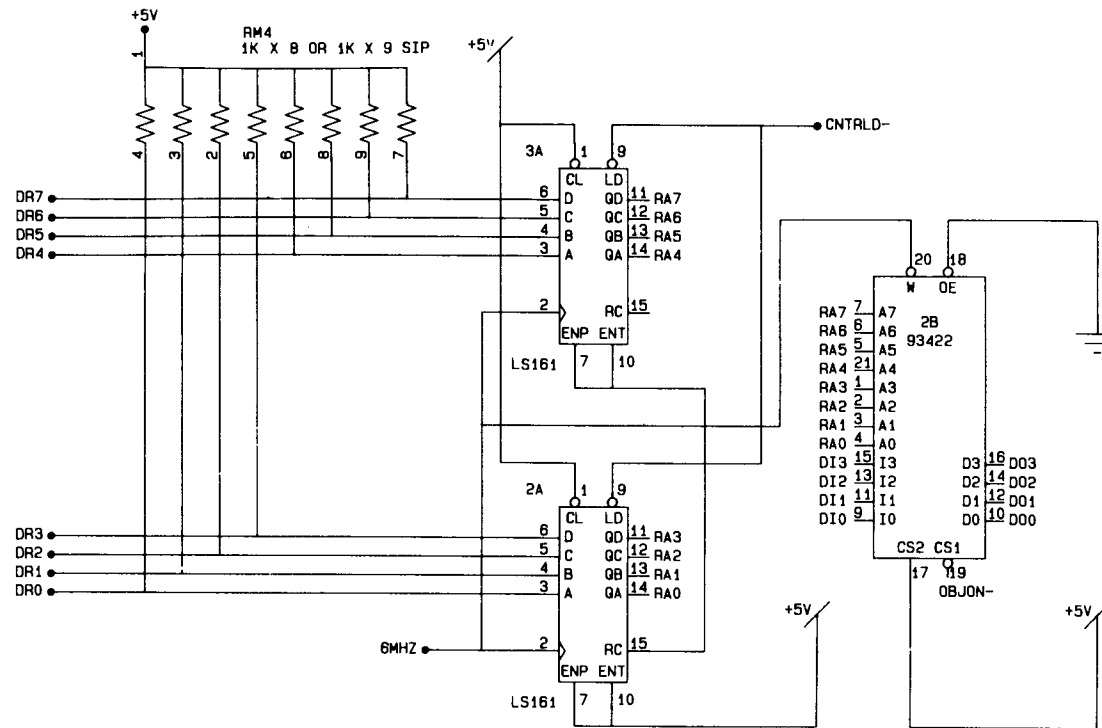 +5V
1
RM4
1K X 8 OR 1K X 9 SIP
4 3 2 5 6 8 9 7
+5V
CNTRLD-
3A
1
9
CL LD
DR7
DR6
DR5
DR4
6 D QD 11 RA7
5 C QC 12 RA6
4 B QB 13 RA5
3 A QA 14 RA4
2 RC 15
ENP ENT
7 10
LS161
20 18
W OE
2B
93422
RA7 7 A7
RA6 6 A6
RA5 5 A5
RA4 21 A4
RA3 1 A3
RA2 2 A2
RA1 3 A1
RA0 4 A0
DI3 15 I3 D3 16 DO3
DI2 13 I2 D2 14 DO2
DI1 11 I1 D1 12 DO1
DI0 9 I0 D0 10 DO0
CS2 CS1
17 19
OBJON-
2A
1
9
CL LD
DR3
DR2
DR1
DR0
6 D QD 11 RA3
5 C QC 12 RA2
4 B QB 13 RA1
3 A QA 14 RA0
6MHZ
2 RC 15
ENP ENT
7 10
LS161
+5V
+5V